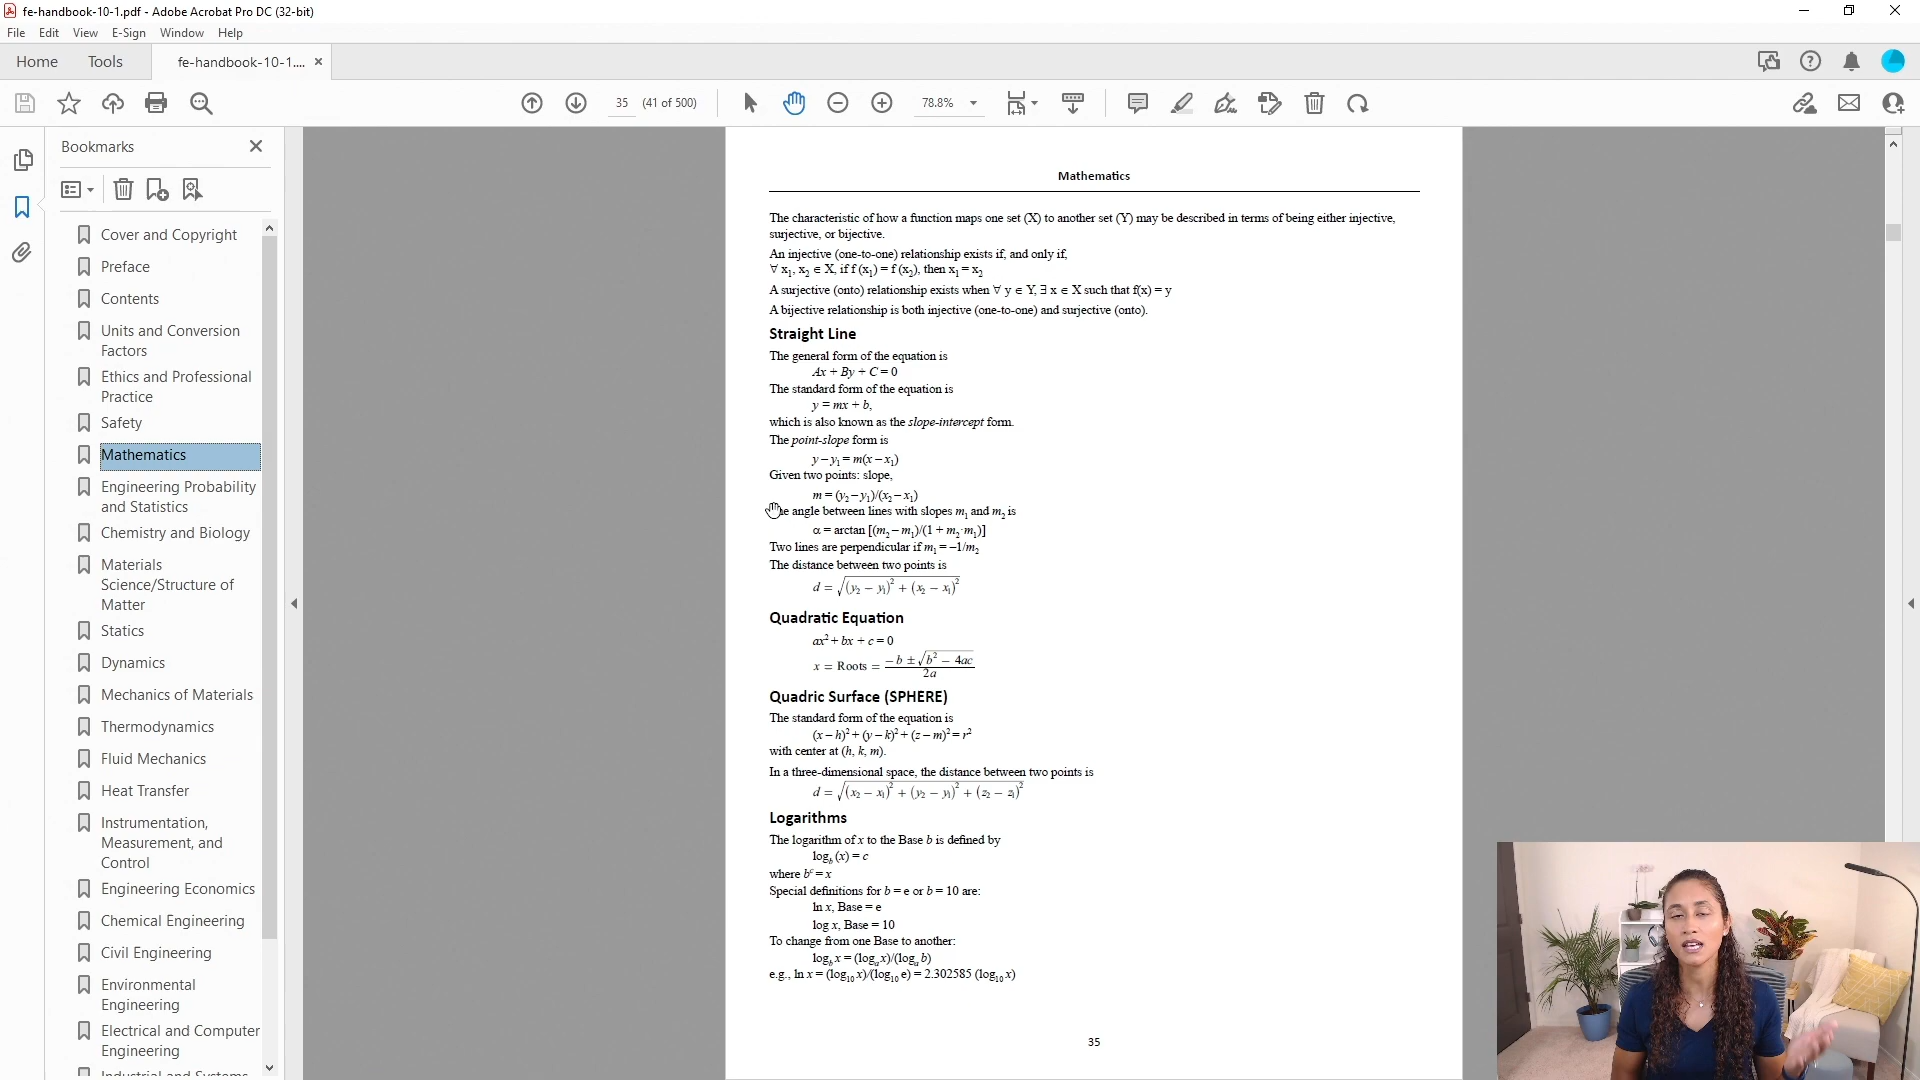 fe-handbook-10-1.pdf - Adobe Acrobat Pro DC (32-bit)
File Edit View E-Sign Window Help
Home Tools fe-handbook-10-1.... ×
35 (41 of 500) 78.8%
Bookmarks
Cover and Copyright
Preface
Contents
Units and Conversion
Factors
Ethics and Professional
Practice
Safety
Mathematics
Engineering Probability
and Statistics
Chemistry and Biology
Materials
Science/Structure of
Matter
Statics
Dynamics
Mechanics of Materials
Thermodynamics
Fluid Mechanics
Heat Transfer
Instrumentation,
Measurement, and
Control
Engineering Economics
Chemical Engineering
Civil Engineering
Environmental
Engineering
Electrical and Computer
Engineering
Industrial and Systems
Mathematics
The characteristic of how a function maps one set (X) to another set (Y) may be described in terms of being either injective,
surjective, or bijective.
An injective (one-to-one) relationship exists if, and only if,
∀ x₁, x₂ ∈ X, if f (x₁) = f (x₂), then x₁ = x₂
A surjective (onto) relationship exists when ∀ y ∈ Y, ∃ x ∈ X such that f(x) = y
A bijective relationship is both injective (one-to-one) and surjective (onto).
Straight Line
The general form of the equation is
Ax + By + C = 0
The standard form of the equation is
y = mx + b,
which is also known as the slope-intercept form.
The point-slope form is
y – y₁ = m(x – x₁)
Given two points: slope,
m = (y₂ – y₁)/(x₂ – x₁)
he angle between lines with slopes m₁ and m₂ is
α = arctan [(m₂ – m₁)/(1 + m₂·m₁)]
Two lines are perpendicular if m₁ = –1/m₂
The distance between two points is
d = √((y₂ – y₁)² + (x₂ – x₁)²)
Quadratic Equation
ax² + bx + c = 0
x = Roots = (–b ± √(b² – 4ac))/2a
Quadric Surface (SPHERE)
The standard form of the equation is
(x – h)² + (y – k)² + (z – m)² = r²
with center at (h, k, m).
In a three-dimensional space, the distance between two points is
d = √((x₂ – x₁)² + (y₂ – y₁)² + (z₂ – z₁)²)
Logarithms
The logarithm of x to the Base b is defined by
log_b (x) = c
where bᶜ = x
Special definitions for b = e or b = 10 are:
ln x, Base = e
log x, Base = 10
To change from one Base to another:
log_b x = (logₐ x)/(logₐ b)
e.g., ln x = (log₁₀ x)/(log₁₀ e) = 2.302585 (log₁₀ x)
35